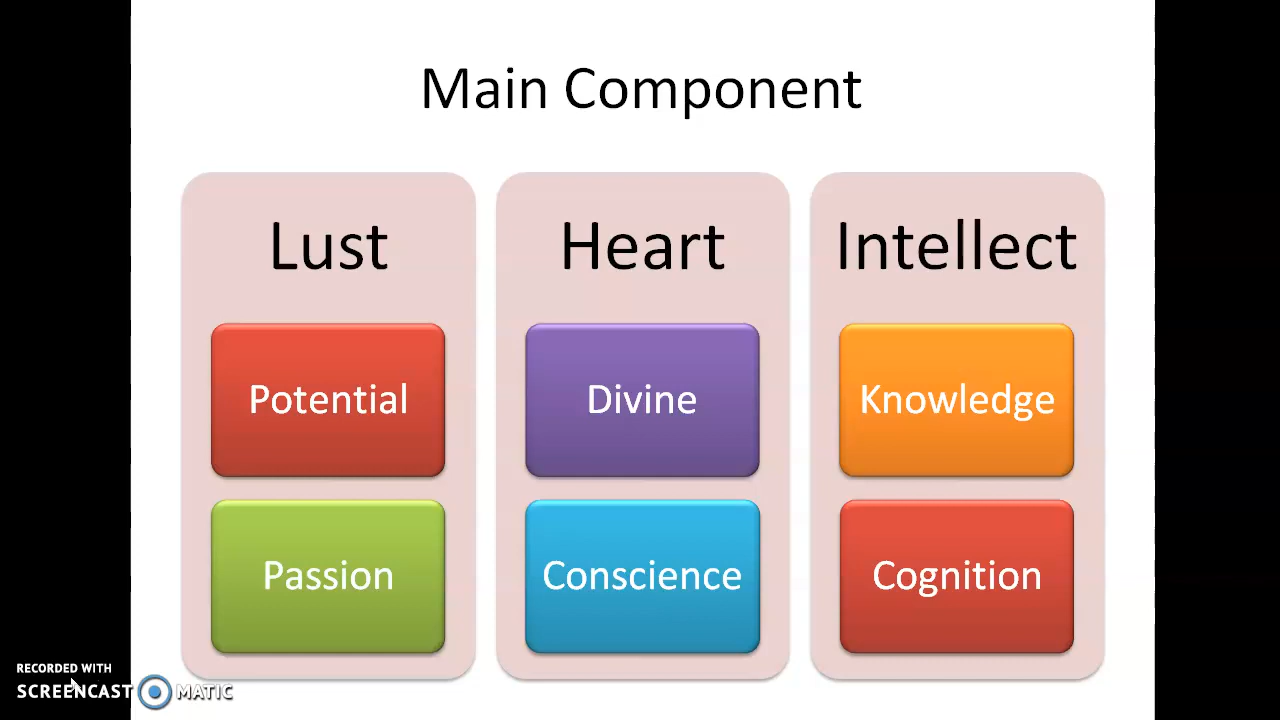 Main Component
Lust
Potential
Passion
Heart
Divine
Conscience
Intellect
Knowledge
Cognition
RECORDED WITH
SCREENCAST MATIC